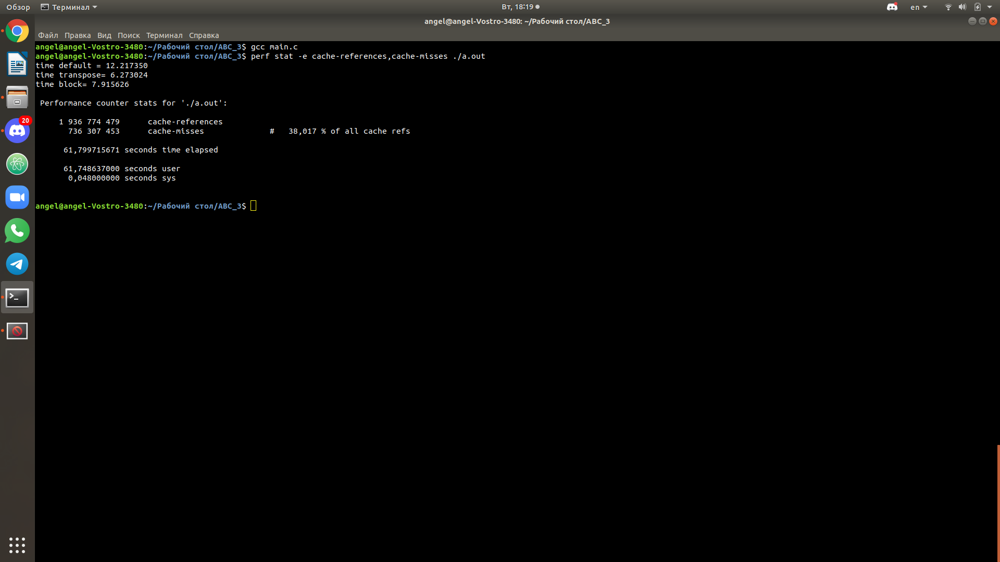 Обзор Терминал Вт, 18:19 en
angel@angel-Vostro-3480: ~/Рабочий стол/ABC_3
Файл Правка Вид Поиск Терминал Справка
angel@angel-Vostro-3480:~/Рабочий стол/ABC_3$ gcc main.c
angel@angel-Vostro-3480:~/Рабочий стол/ABC_3$ perf stat -e cache-references,cache-misses ./a.out
time default = 12.217350
time transpose= 6.273024
time block= 7.915626
Performance counter stats for './a.out':
1 936 774 479 cache-references
736 307 453 cache-misses # 38,017 % of all cache refs
61,799715671 seconds time elapsed
61,748637000 seconds user
0,048000000 seconds sys
angel@angel-Vostro-3480:~/Рабочий стол/ABC_3$
20